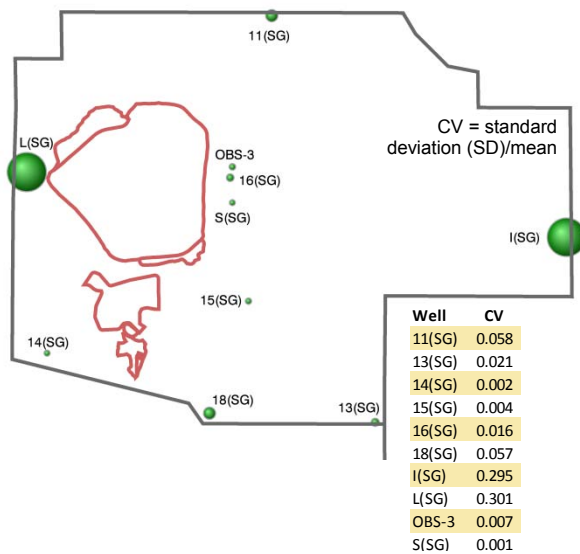 11(SG)
CV = standard
deviation (SD)/mean
L(SG)
OBS-3
16(SG)
S(SG)
I(SG)
15(SG)
14(SG)
18(SG)
13(SG)
Well CV
11(SG) 0.058
13(SG) 0.021
14(SG) 0.002
15(SG) 0.004
16(SG) 0.016
18(SG) 0.057
I(SG) 0.295
L(SG) 0.301
OBS-3 0.007
S(SG) 0.001